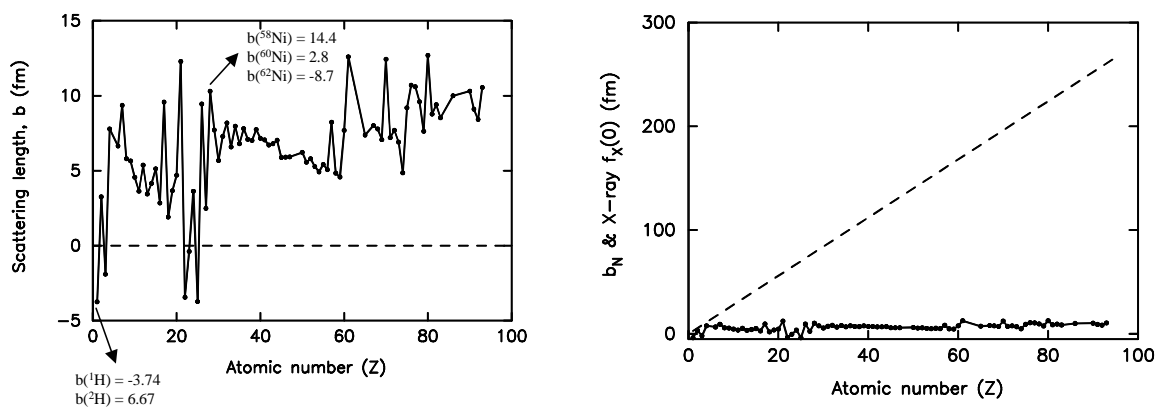 15
10
5
0
−5
0
20
40
60
80
100
Scattering length, b (fm)
Atomic number (Z)
b(⁵⁸Ni) = 14.4
b(⁶⁰Ni) = 2.8
b(⁶²Ni) = -8.7
b(¹H) = -3.74
b(²H) = 6.67
300
200
100
0
0
20
40
60
80
100
b_N & X−ray f_X(0) (fm)
Atomic number (Z)